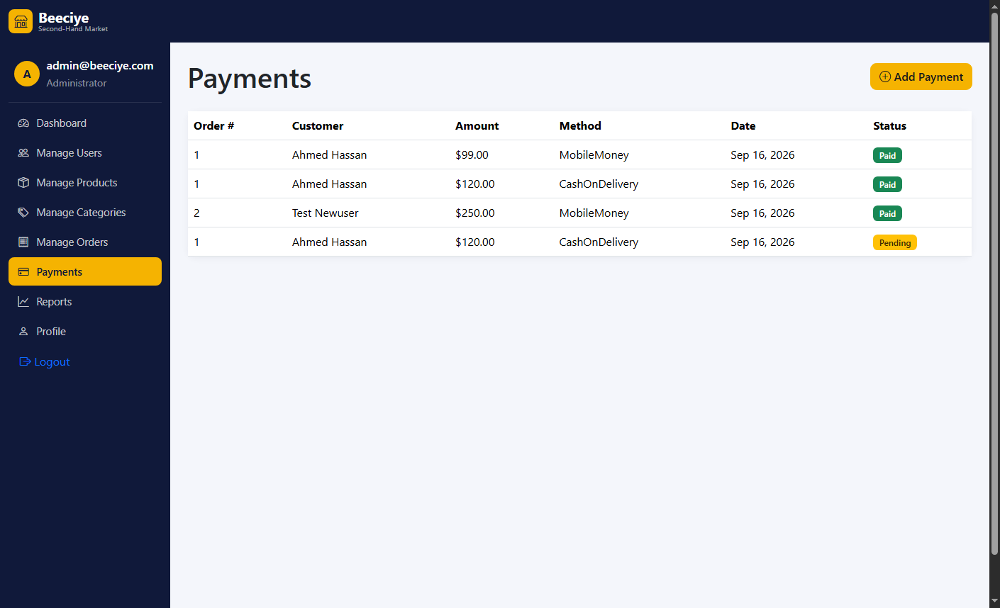 Beeciye
Second-Hand Market
A
admin@beeciye.com
Administrator
Dashboard
Manage Users
Manage Products
Manage Categories
Manage Orders
Payments
Reports
Profile
Logout
Payments
Add Payment
Order # Customer Amount Method Date Status
1 Ahmed Hassan $99.00 MobileMoney Sep 16, 2026 Paid
1 Ahmed Hassan $120.00 CashOnDelivery Sep 16, 2026 Paid
2 Test Newuser $250.00 MobileMoney Sep 16, 2026 Paid
1 Ahmed Hassan $120.00 CashOnDelivery Sep 16, 2026 Pending